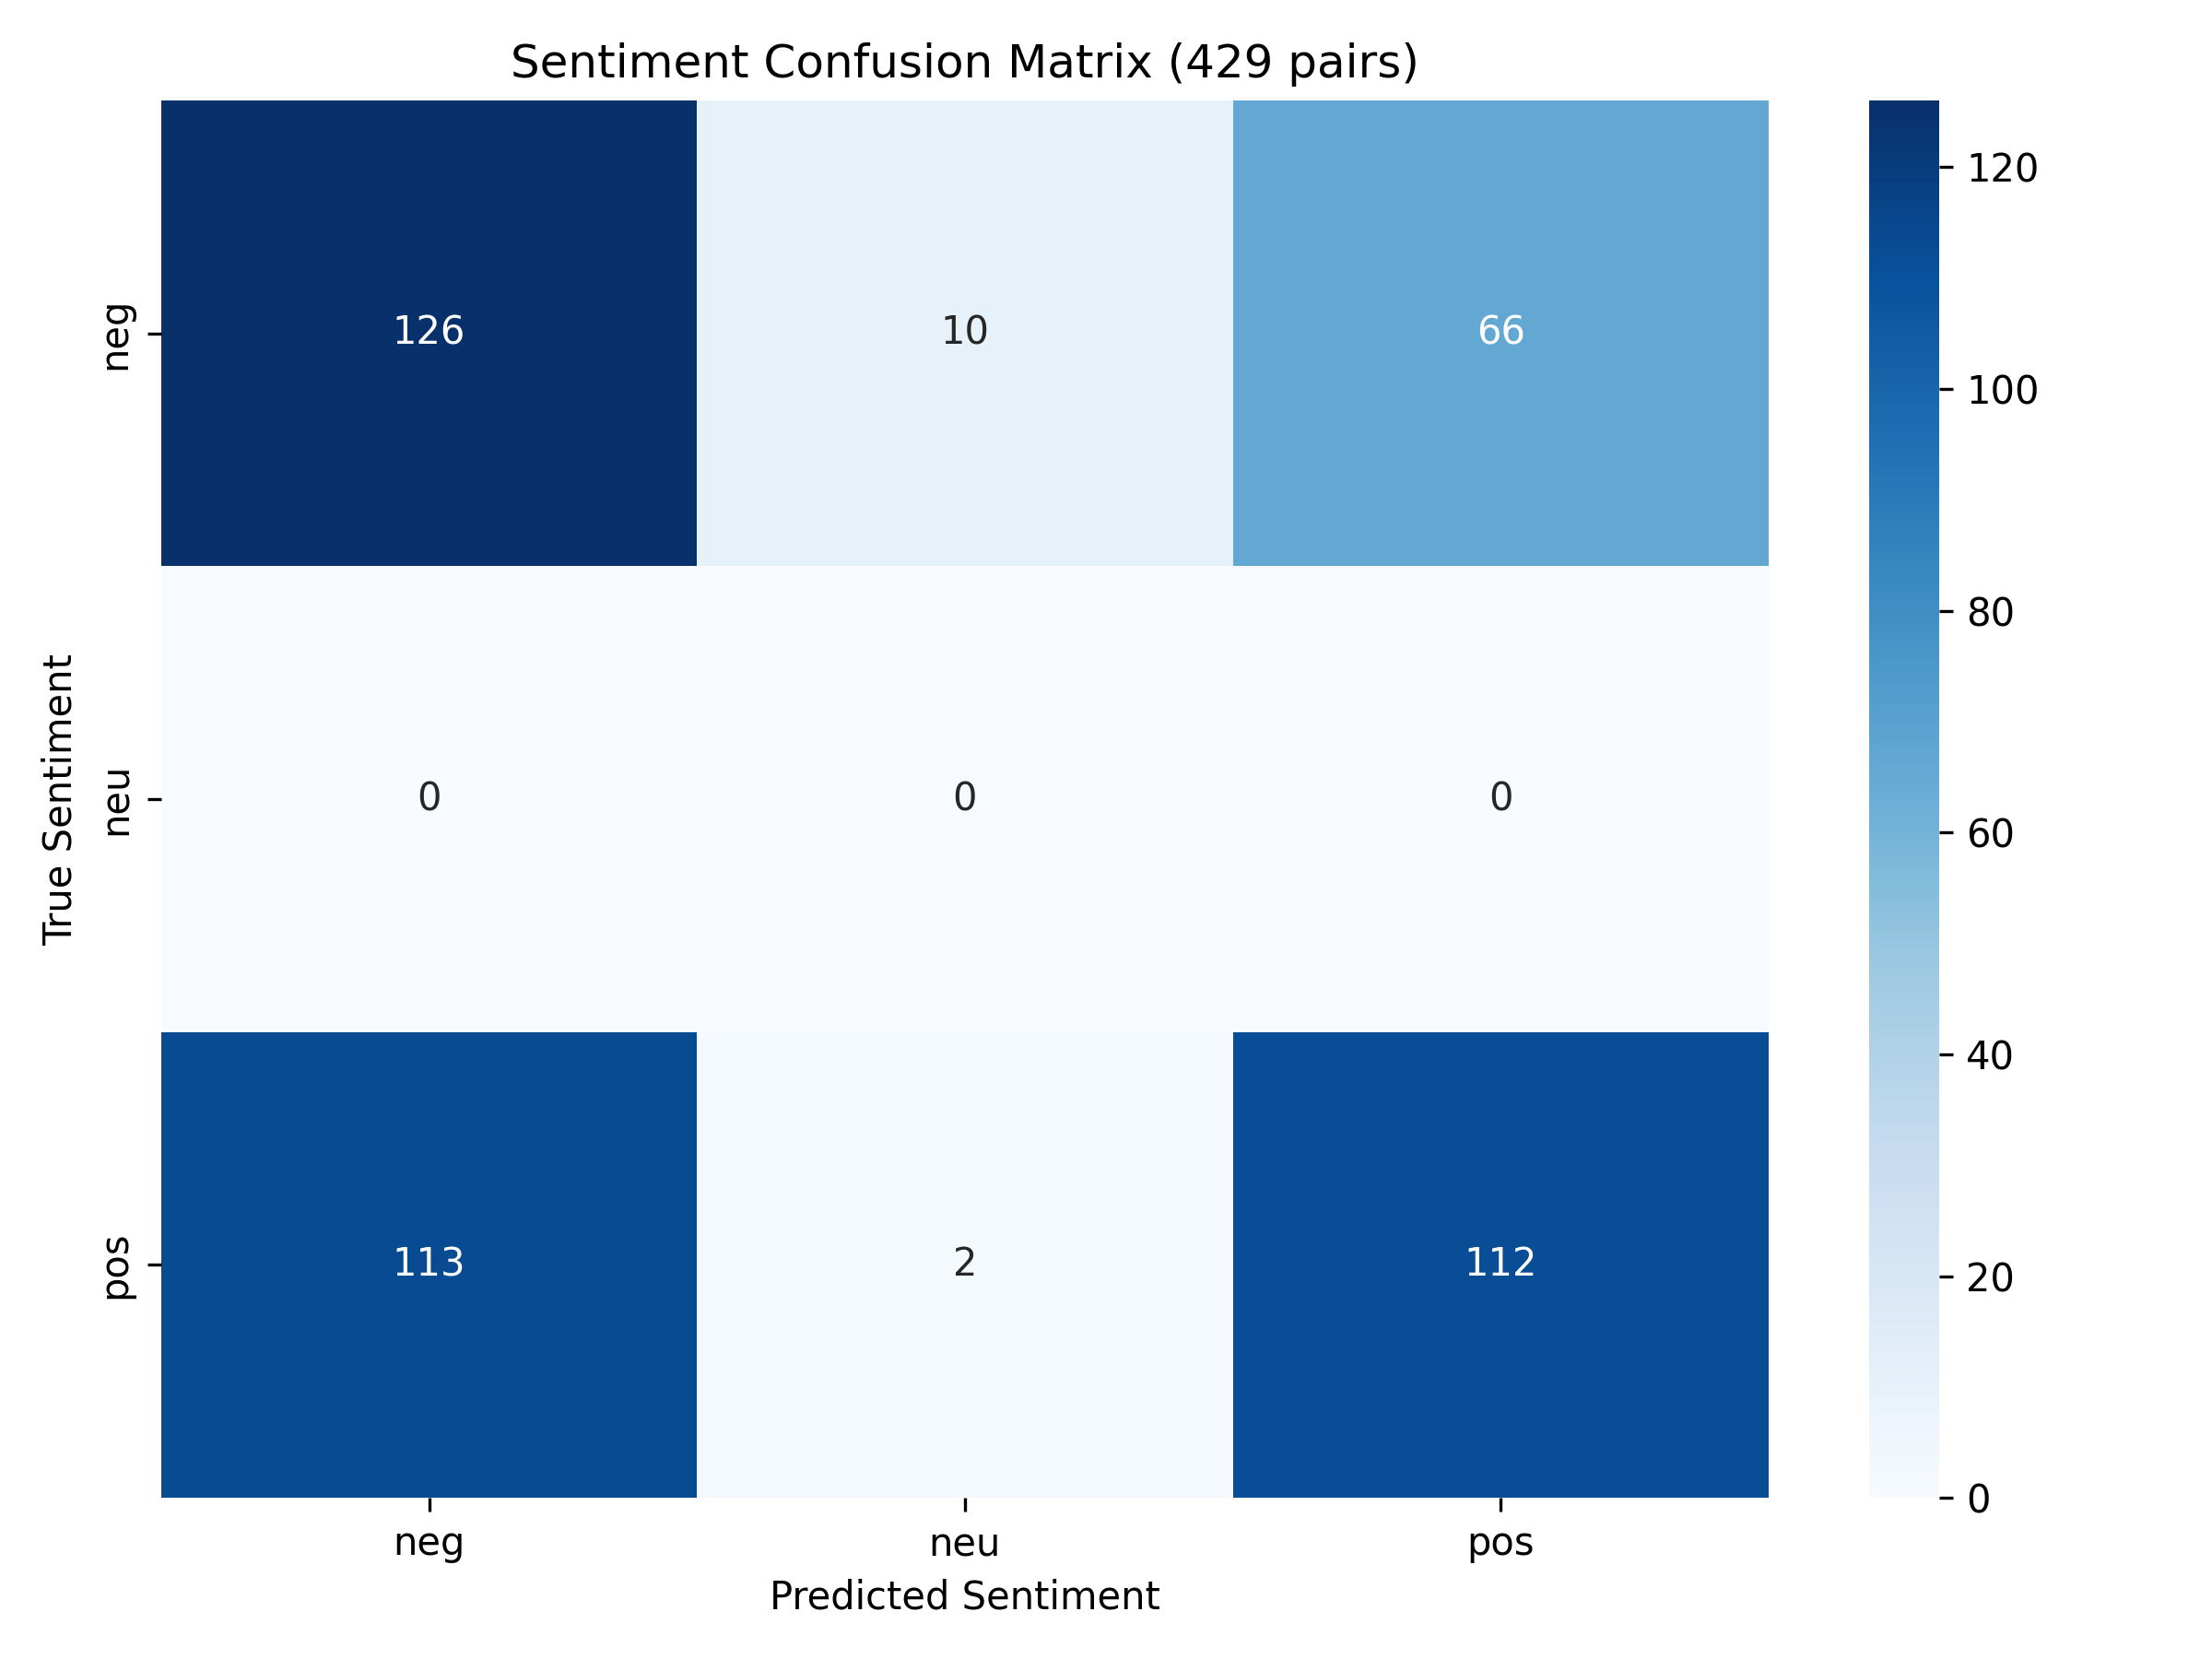 Sentiment Confusion Matrix (429 pairs)
True Sentiment
neg
126
10
66
neu
0
0
0
pos
113
2
112
neg
neu
pos
Predicted Sentiment
120
100
80
60
40
20
0